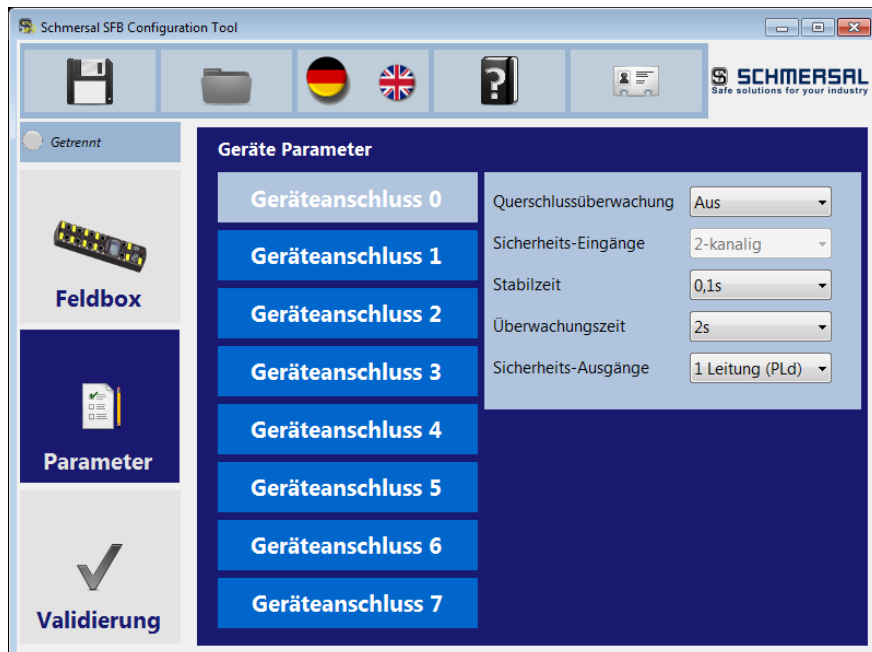 Schmersal SFB Configuration Tool
SCHMERSAL
Safe solutions for your industry
Getrennt
Feldbox
Parameter
Validierung
Geräte Parameter
Geräteanschluss 0
Geräteanschluss 1
Geräteanschluss 2
Geräteanschluss 3
Geräteanschluss 4
Geräteanschluss 5
Geräteanschluss 6
Geräteanschluss 7
Querschlussüberwachung Aus
Sicherheits-Eingänge 2-kanalig
Stabilzeit 0,1s
Überwachungszeit 2s
Sicherheits-Ausgänge 1 Leitung (PLd)